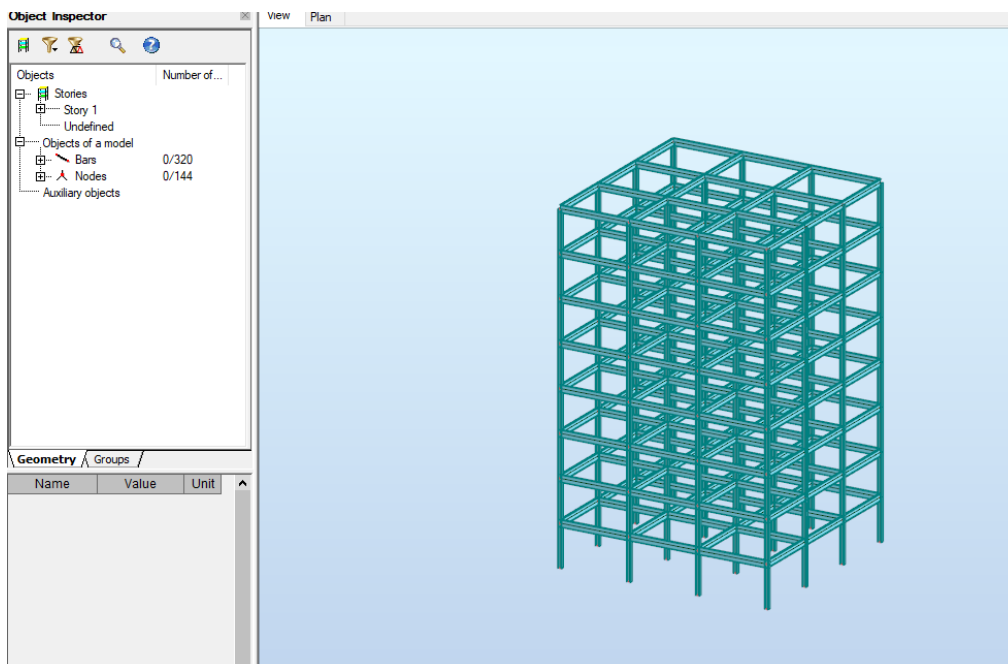 Object Inspector
View Plan
Objects Number of...
Stories
Story 1
Undefined
Objects of a model
Bars 0/320
Nodes 0/144
Auxiliary objects
Geometry Groups
Name Value Unit